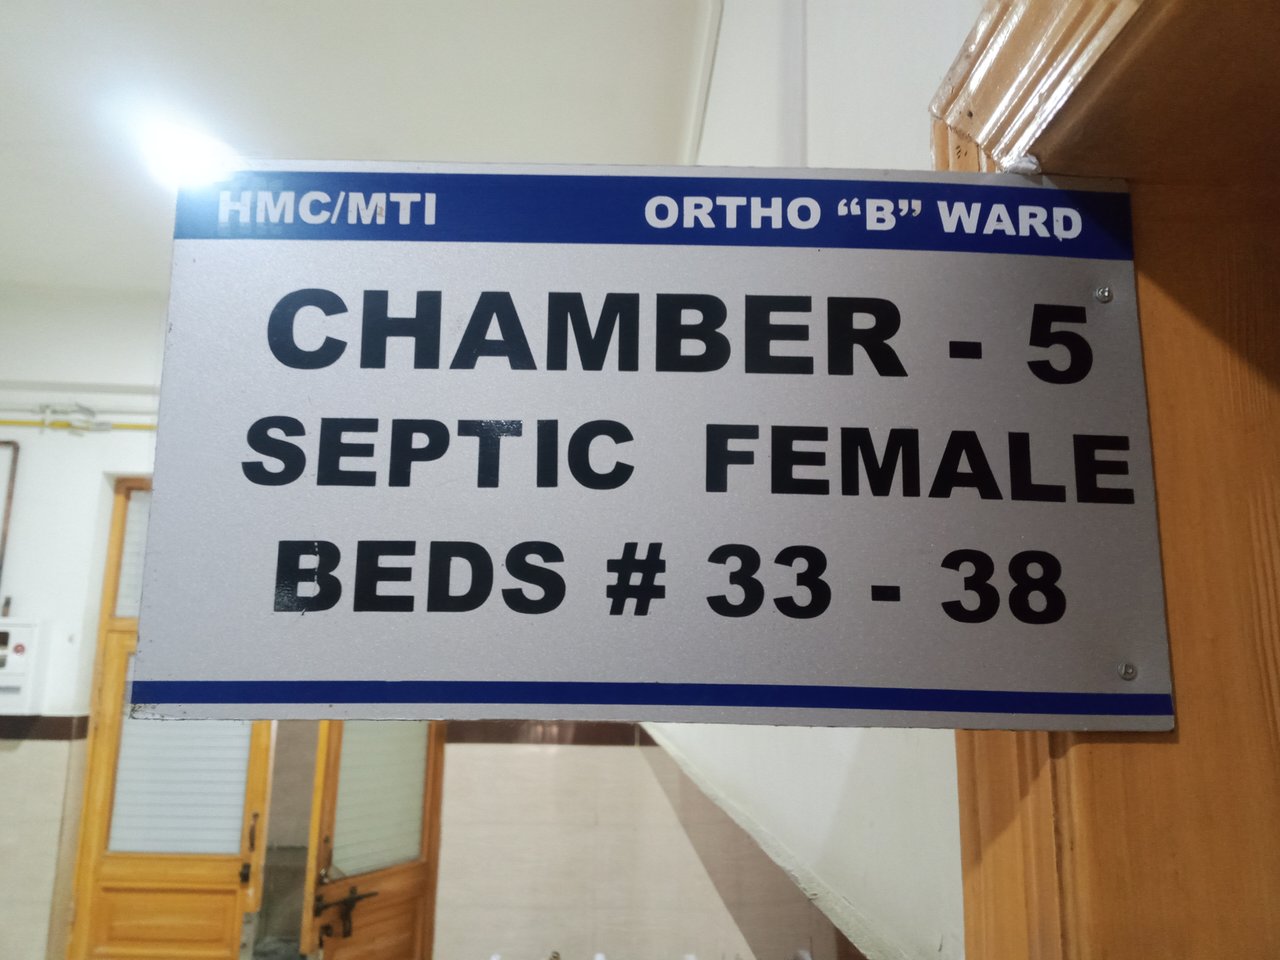 HMC/MTI ORTHO “B” WARD
CHAMBER - 5
SEPTIC FEMALE
BEDS # 33 - 38